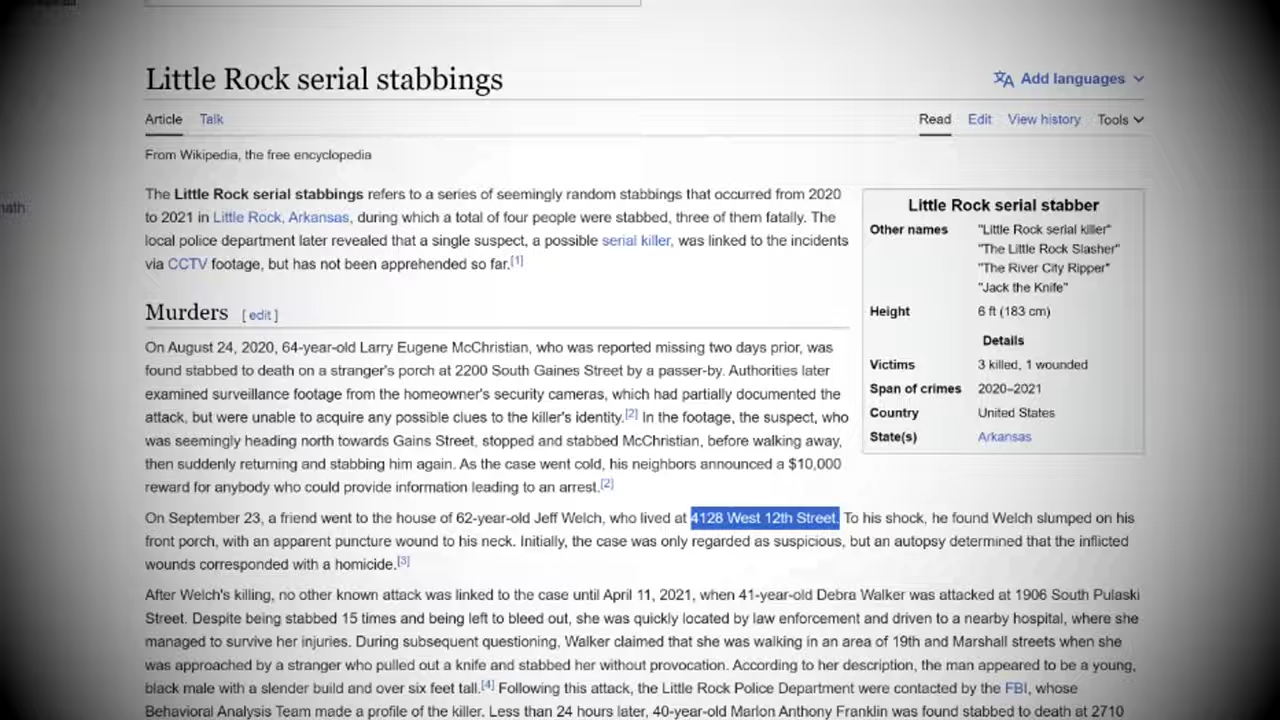 Little Rock serial stabbings
Add languages
Article Talk
Read Edit View history Tools
From Wikipedia, the free encyclopedia
The Little Rock serial stabbings refers to a series of seemingly random stabbings that occurred from 2020
to 2021 in Little Rock, Arkansas, during which a total of four people were stabbed, three of them fatally. The
local police department later revealed that a single suspect, a possible serial killer, was linked to the incidents
via CCTV footage, but has not been apprehended so far.[1]
Little Rock serial stabber
Other names "Little Rock serial killer"
"The Little Rock Slasher"
"The River City Ripper"
"Jack the Knife"
Height 6 ft (183 cm)
Details
Victims 3 killed, 1 wounded
Span of crimes 2020–2021
Country United States
State(s) Arkansas
Murders [ edit ]
On August 24, 2020, 64-year-old Larry Eugene McChristian, who was reported missing two days prior, was
found stabbed to death on a stranger's porch at 2200 South Gaines Street by a passer-by. Authorities later
examined surveillance footage from the homeowner's security cameras, which had partially documented the
attack, but were unable to acquire any possible clues to the killer's identity.[2] In the footage, the suspect, who
was seemingly heading north towards Gains Street, stopped and stabbed McChristian, before walking away,
then suddenly returning and stabbing him again. As the case went cold, his neighbors announced a $10,000
reward for anybody who could provide information leading to an arrest.[2]
On September 23, a friend went to the house of 62-year-old Jeff Welch, who lived at 4128 West 12th Street. To his shock, he found Welch slumped on his
front porch, with an apparent puncture wound to his neck. Initially, the case was only regarded as suspicious, but an autopsy determined that the inflicted
wounds corresponded with a homicide.[3]
After Welch's killing, no other known attack was linked to the case until April 11, 2021, when 41-year-old Debra Walker was attacked at 1906 South Pulaski
Street. Despite being stabbed 15 times and being left to bleed out, she was quickly located by law enforcement and driven to a nearby hospital, where she
managed to survive her injuries. During subsequent questioning, Walker claimed that she was walking in an area of 19th and Marshall streets when she
was approached by a stranger who pulled out a knife and stabbed her without provocation. According to her description, the man appeared to be a young,
black male with a slender build and over six feet tall.[4] Following this attack, the Little Rock Police Department were contacted by the FBI, whose
Behavioral Analysis Team made a profile of the killer. Less than 24 hours later, 40-year-old Marlon Anthony Franklin was found stabbed to death at 2710